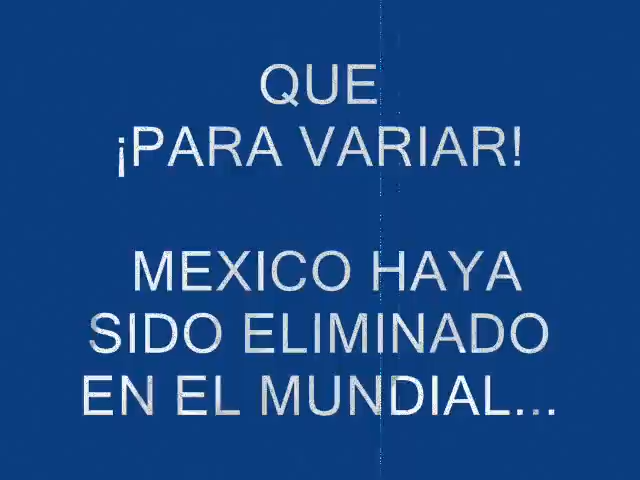 QUE
¡PARA VARIAR!
MEXICO HAYA
SIDO ELIMINADO
EN EL MUNDIAL...